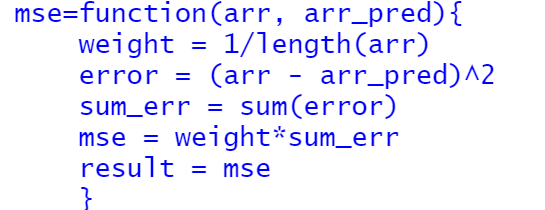 mse=function(arr, arr_pred){
    weight = 1/length(arr)
    error = (arr - arr_pred)^2
    sum_err = sum(error)
    mse = weight*sum_err
    result = mse
    }